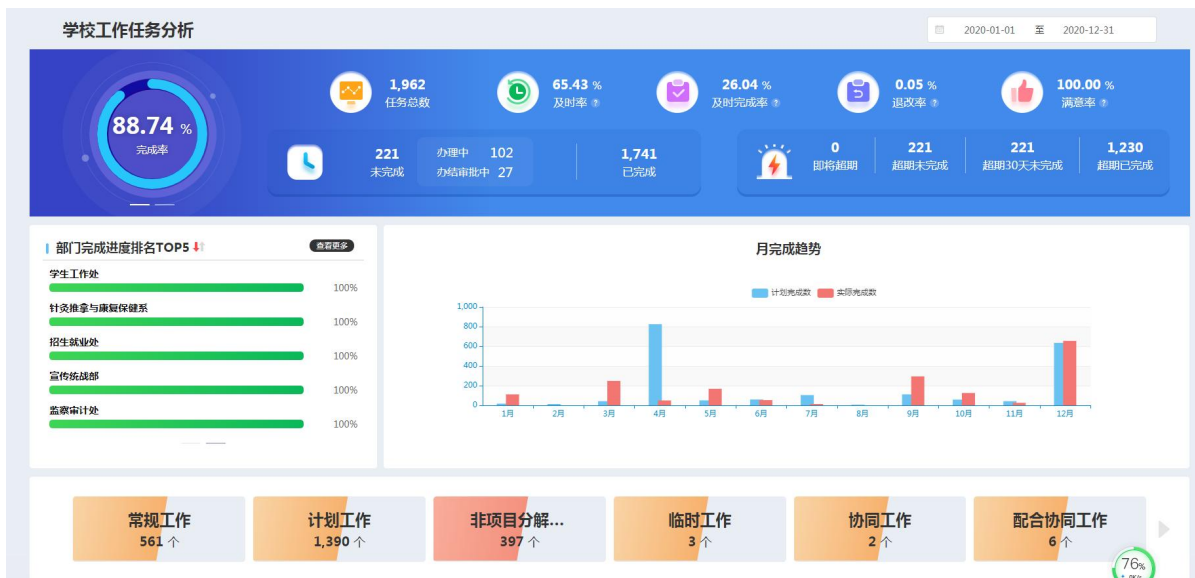 学校工作任务分析
2020-01-01 至 2020-12-31
88.74 %
完成率
1,962
任务总数
65.43 %
及时率 ?
26.04 %
及时完成率 ?
0.05 %
退改率 ?
100.00 %
满意率 ?
221
未完成
办理中 102
办结审批中 27
1,741
已完成
0
即将超期
221
超期未完成
221
超期30天未完成
1,230
超期已完成
部门完成进度排名TOP5
查看更多
学生工作处
100%
针灸推拿与康复保健系
100%
招生就业处
100%
宣传统战部
100%
监察审计处
100%
月完成趋势
计划完成数 实际完成数
1,000
800
600
400
200
0
1月 2月 3月 4月 5月 6月 7月 8月 9月 10月 11月 12月
常规工作
561 个
计划工作
1,390 个
非项目分解...
397 个
临时工作
3 个
协同工作
2 个
配合协同工作
6 个
76%